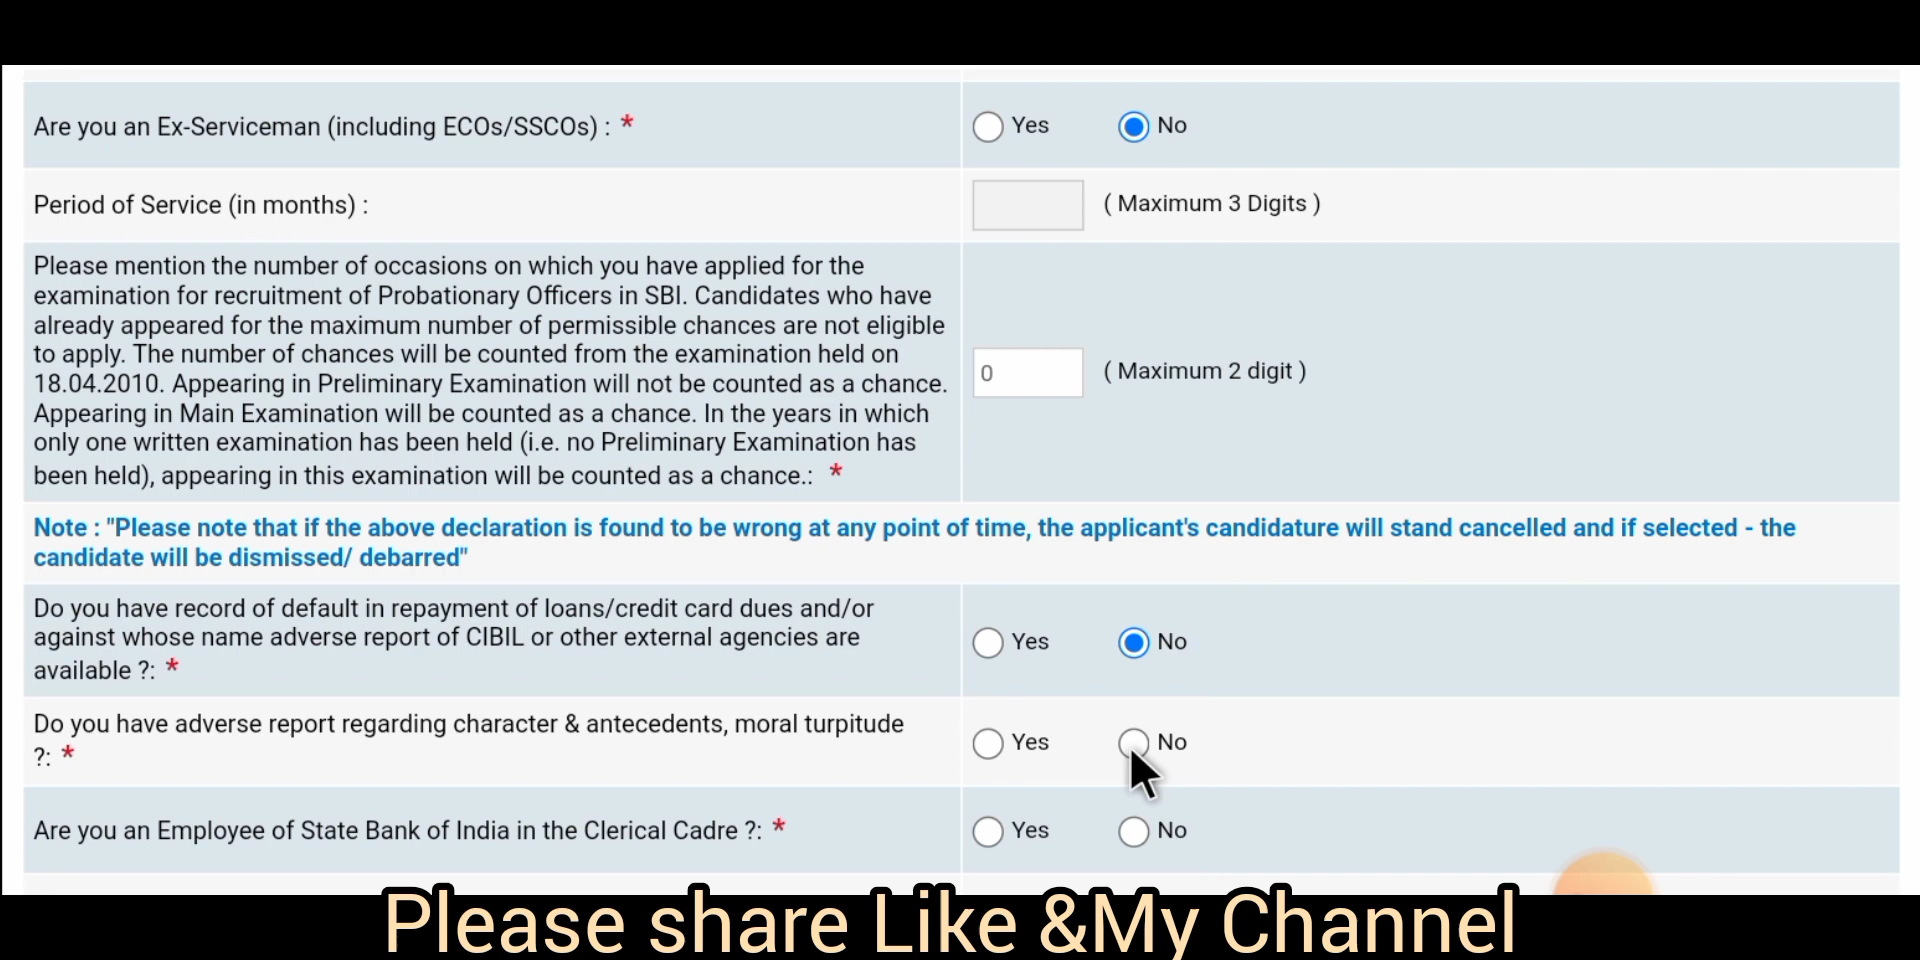 Are you an Ex-Serviceman (including ECOs/SSCOs) : * Yes No
Period of Service (in months) : ( Maximum 3 Digits )
Please mention the number of occasions on which you have applied for the
examination for recruitment of Probationary Officers in SBI. Candidates who have
already appeared for the maximum number of permissible chances are not eligible
to apply. The number of chances will be counted from the examination held on
18.04.2010. Appearing in Preliminary Examination will not be counted as a chance.
Appearing in Main Examination will be counted as a chance. In the years in which
only one written examination has been held (i.e. no Preliminary Examination has
been held), appearing in this examination will be counted as a chance.: *
0 ( Maximum 2 digit )
Note : "Please note that if the above declaration is found to be wrong at any point of time, the applicant's candidature will stand cancelled and if selected - the
candidate will be dismissed/ debarred"
Do you have record of default in repayment of loans/credit card dues and/or
against whose name adverse report of CIBIL or other external agencies are
available ?: *
Yes No
Do you have adverse report regarding character & antecedents, moral turpitude
?: *
Yes No
Are you an Employee of State Bank of India in the Clerical Cadre ?: * Yes No
Please share Like &My Channel